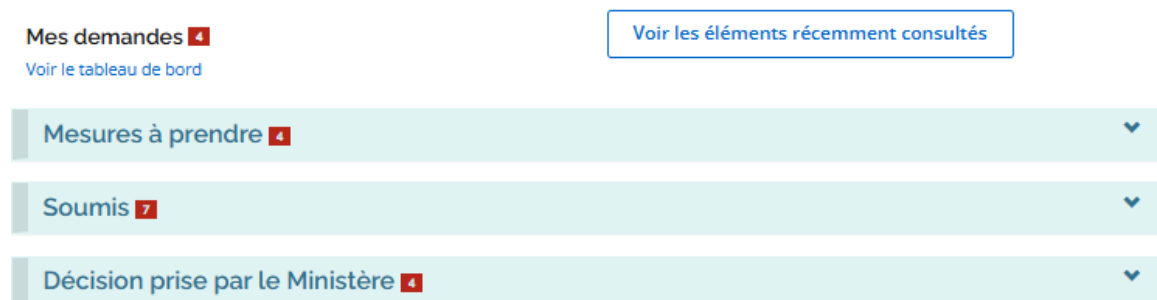 Mes demandes 4
Voir les éléments récemment consultés
Voir le tableau de bord
Mesures à prendre 4
Soumis 7
Décision prise par le Ministère 4